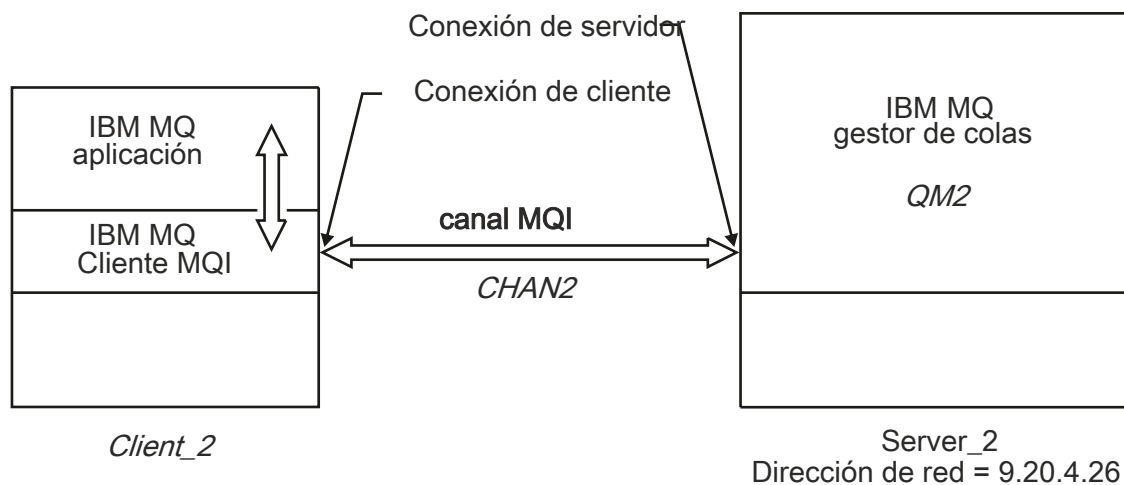 Conexión de servidor
Conexión de cliente
IBM MQ
aplicación
IBM MQ
Cliente MQI
canal MQI
CHAN2
IBM MQ
gestor de colas
QM2
Client_2
Server_2
Dirección de red = 9.20.4.26